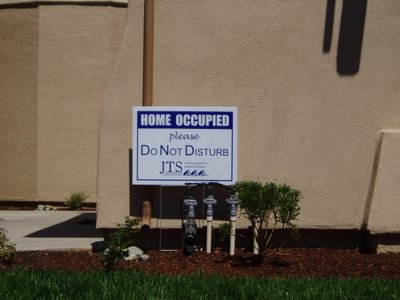 HOME OCCUPIED
please
DO NOT DISTURB
JTS